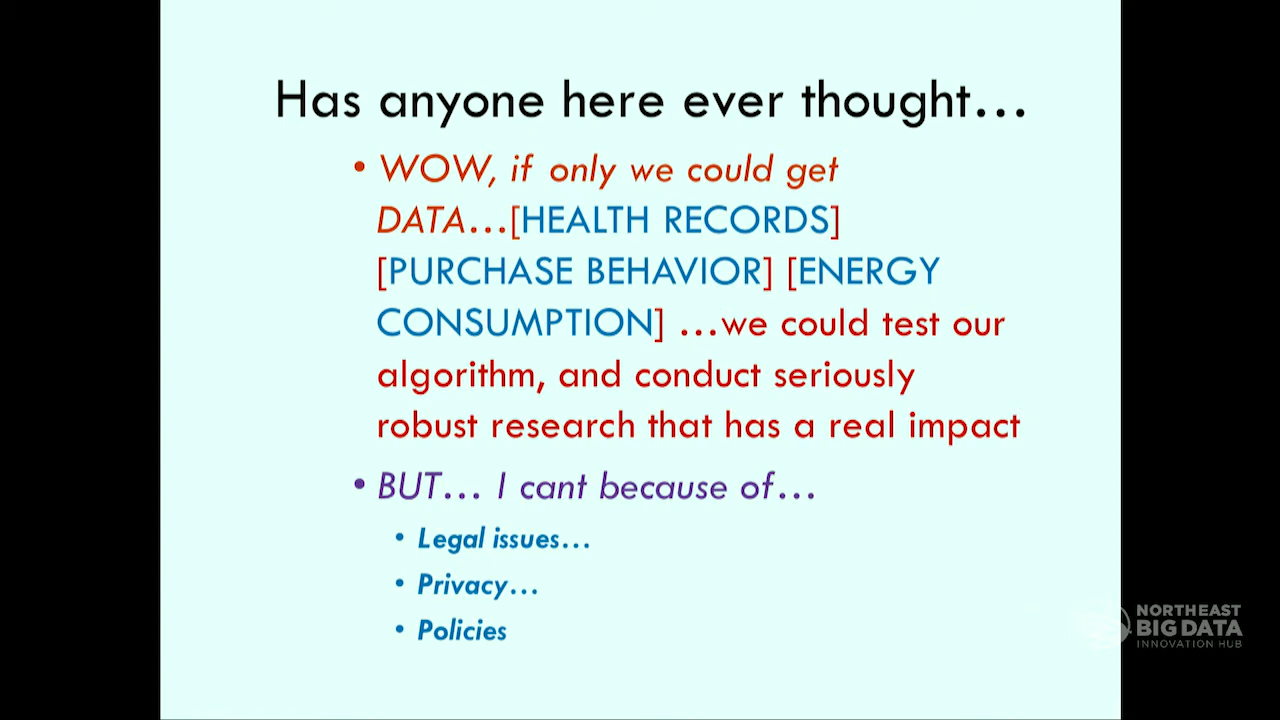 Has anyone here ever thought…
• WOW, if only we could get
DATA…[HEALTH RECORDS]
[PURCHASE BEHAVIOR] [ENERGY
CONSUMPTION] …we could test our
algorithm, and conduct seriously
robust research that has a real impact
• BUT… I cant because of…
• Legal issues…
• Privacy…
• Policies
NORTHEAST
BIG DATA
INNOVATION HUB